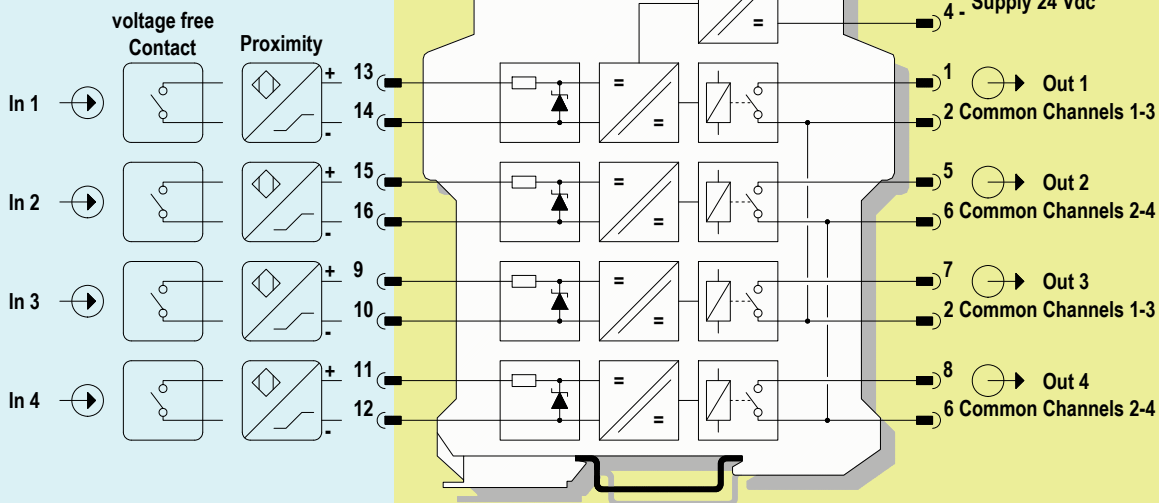 4 - Supply 24 Vdc
voltage free
Contact
Proximity
In 1
+ 13
- 14
= =
1 Out 1
2 Common Channels 1-3
In 2
+ 15
- 16
= =
5 Out 2
6 Common Channels 2-4
In 3
+ 9
- 10
= =
7 Out 3
2 Common Channels 1-3
In 4
+ 11
- 12
= =
8 Out 4
6 Common Channels 2-4
=